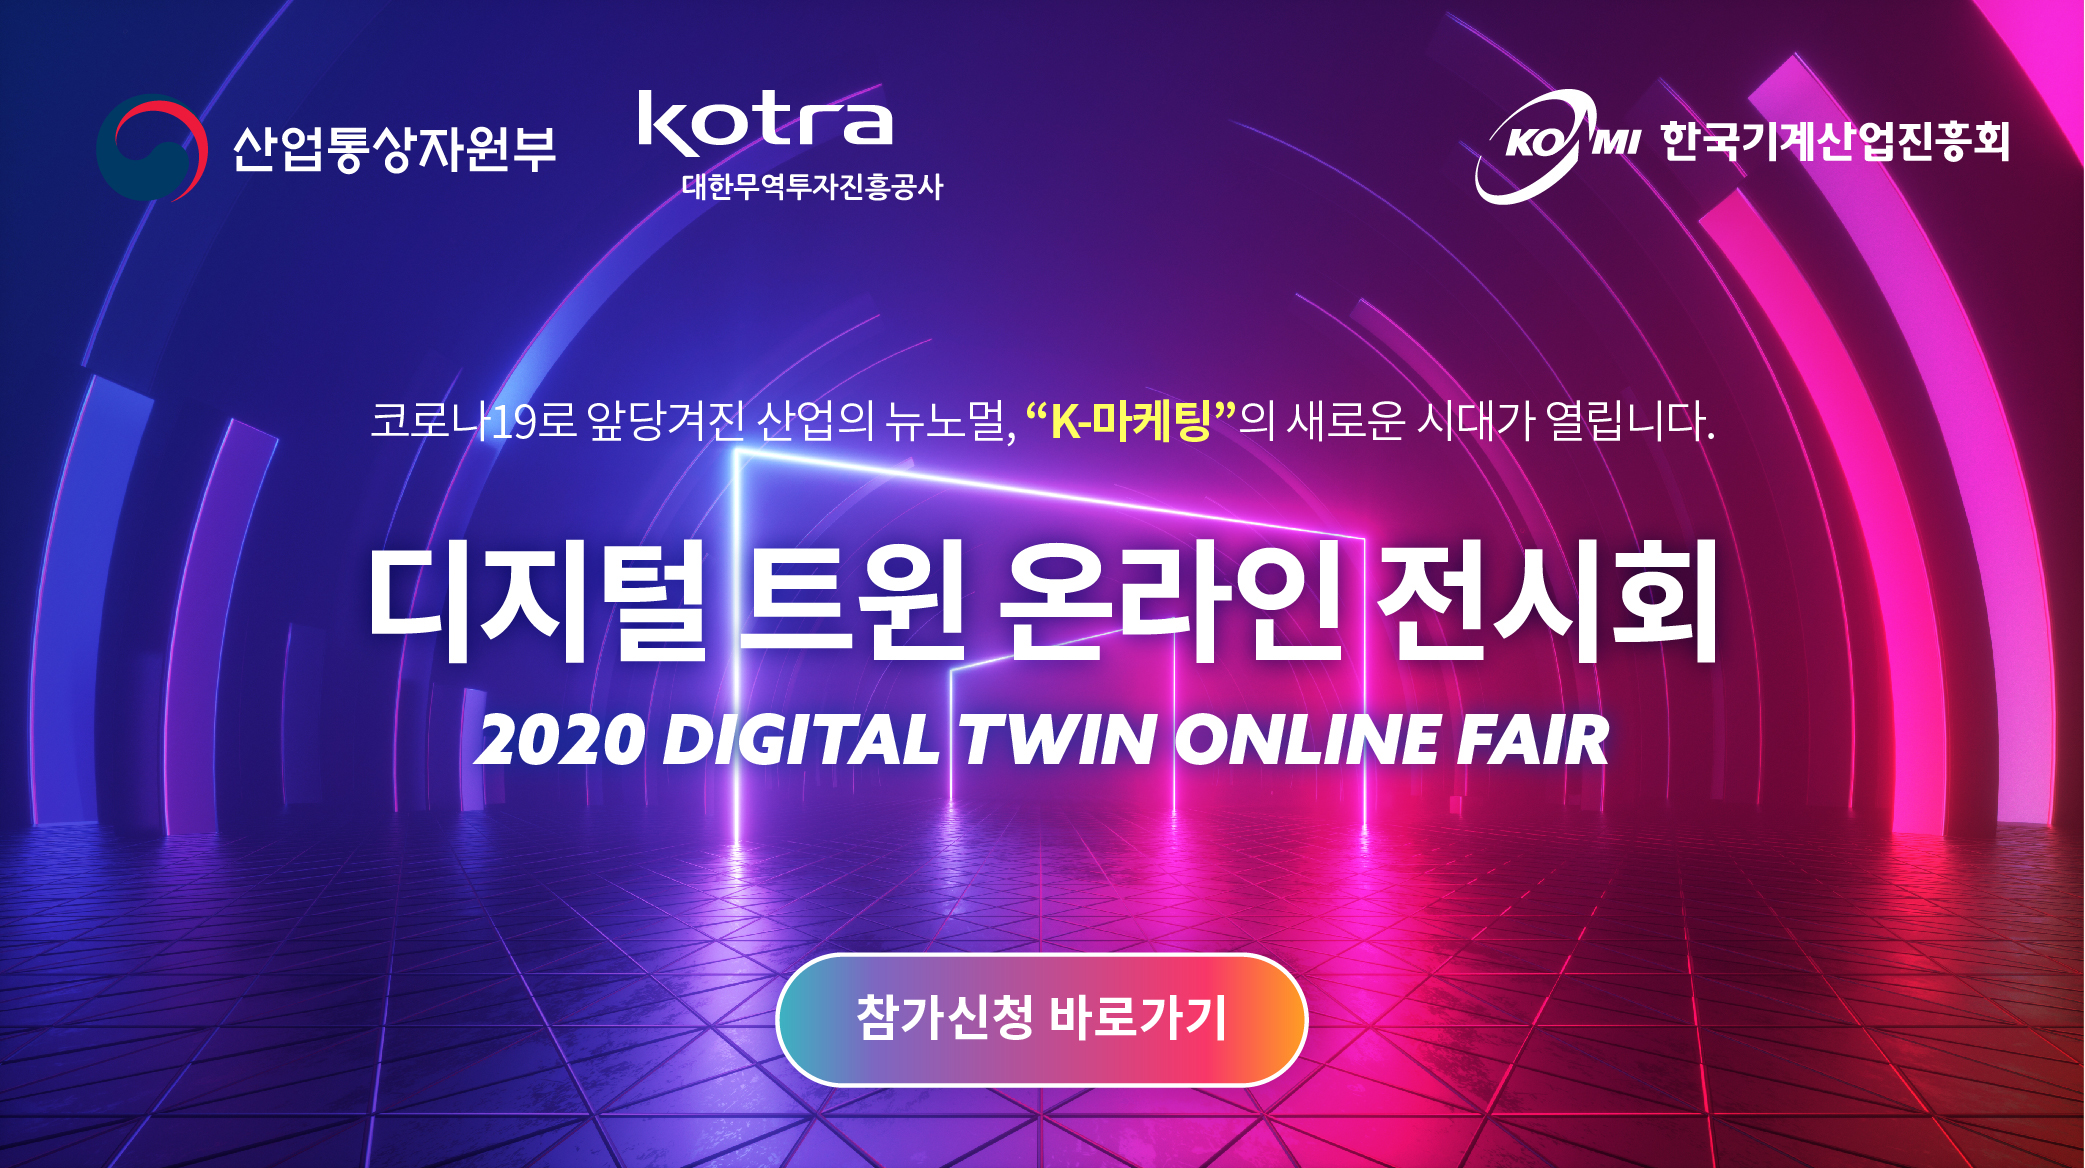 산업통상자원부
kotra
대한무역투자진흥공사
KOMI 한국기계산업진흥회
코로나19로 앞당겨진 산업의 뉴노멀, “K-마케팅”의 새로운 시대가 열립니다.
디지털 트윈 온라인 전시회
2020 DIGITAL TWIN ONLINE FAIR
참가신청 바로가기